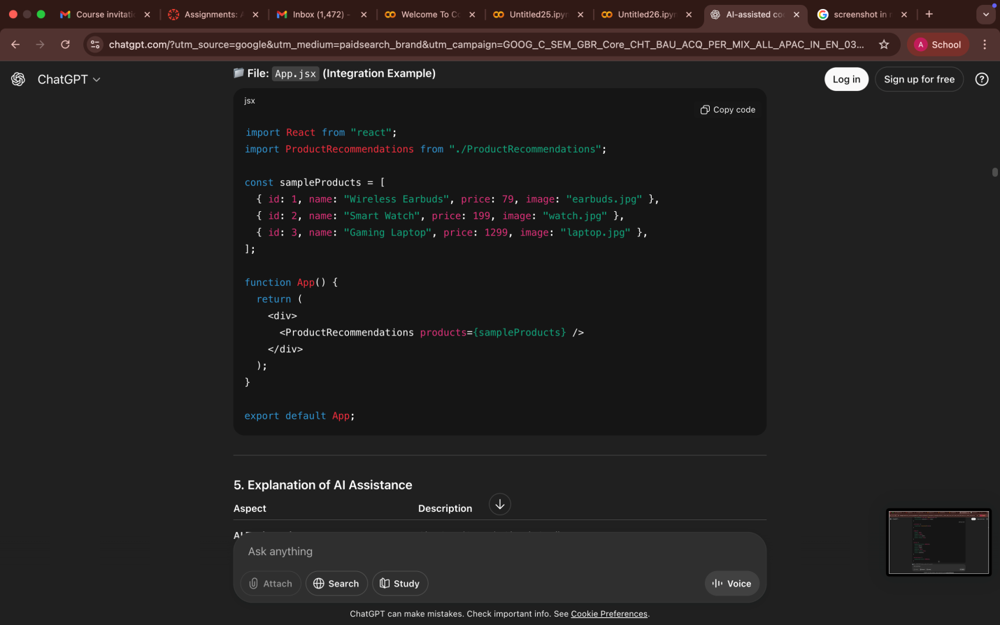 Course invitati
Assignments: A
Inbox (1,472) -
Welcome To Co
Untitled25.ipyn
Untitled26.ipyn
AI-assisted co
screenshot in m
chatgpt.com/?utm_source=google&utm_medium=paidsearch_brand&utm_campaign=GOOG_C_SEM_GBR_Core_CHT_BAU_ACQ_PER_MIX_ALL_APAC_IN_EN_03...
A School
ChatGPT
File: App.jsx (Integration Example)
Log in
Sign up for free
jsx
Copy code
import React from "react";
import ProductRecommendations from "./ProductRecommendations";
const sampleProducts = [
{ id: 1, name: "Wireless Earbuds", price: 79, image: "earbuds.jpg" },
{ id: 2, name: "Smart Watch", price: 199, image: "watch.jpg" },
{ id: 3, name: "Gaming Laptop", price: 1299, image: "laptop.jpg" },
];
function App() {
return (
<div>
<ProductRecommendations products={sampleProducts} />
</div>
);
}
export default App;
5. Explanation of AI Assistance
Aspect Description
Ask anything
Attach
Search
Study
Voice
ChatGPT can make mistakes. Check important info. See Cookie Preferences.